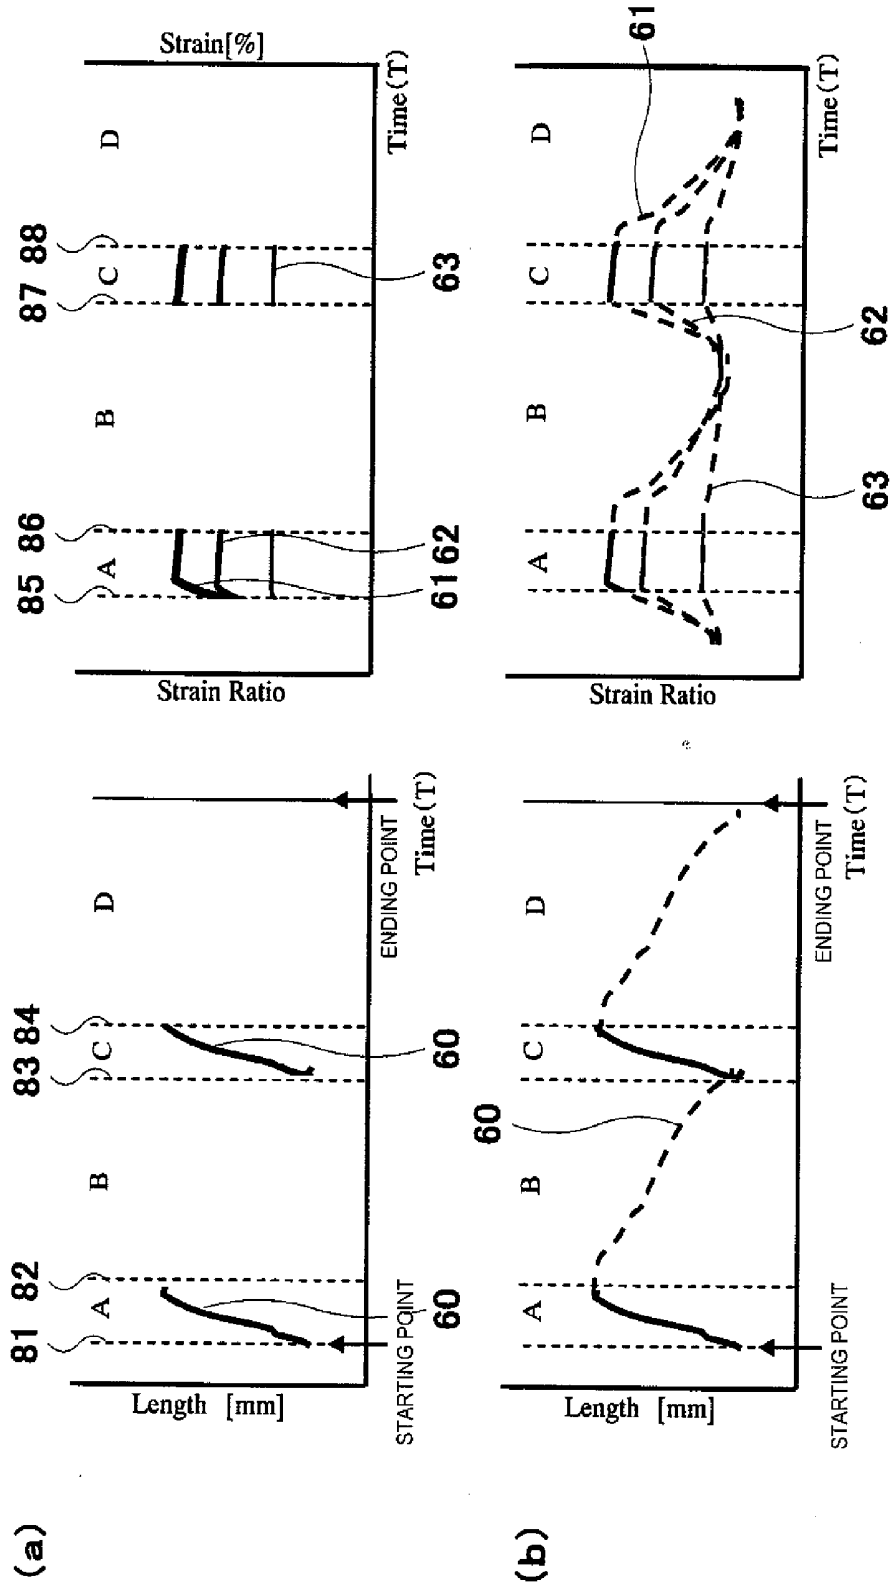 (a)
81
82
83
84
A
B
C
D
Length [mm]
60
60
STARTING POINT
ENDING POINT
Time(T)
85
86
87
88
A
B
C
D
Strain[%]
Strain Ratio
61
62
63
Time(T)
(b)
A
B
C
D
60
Length [mm]
STARTING POINT
ENDING POINT
Time(T)
61
A
B
C
D
Strain Ratio
63
62
Time(T)